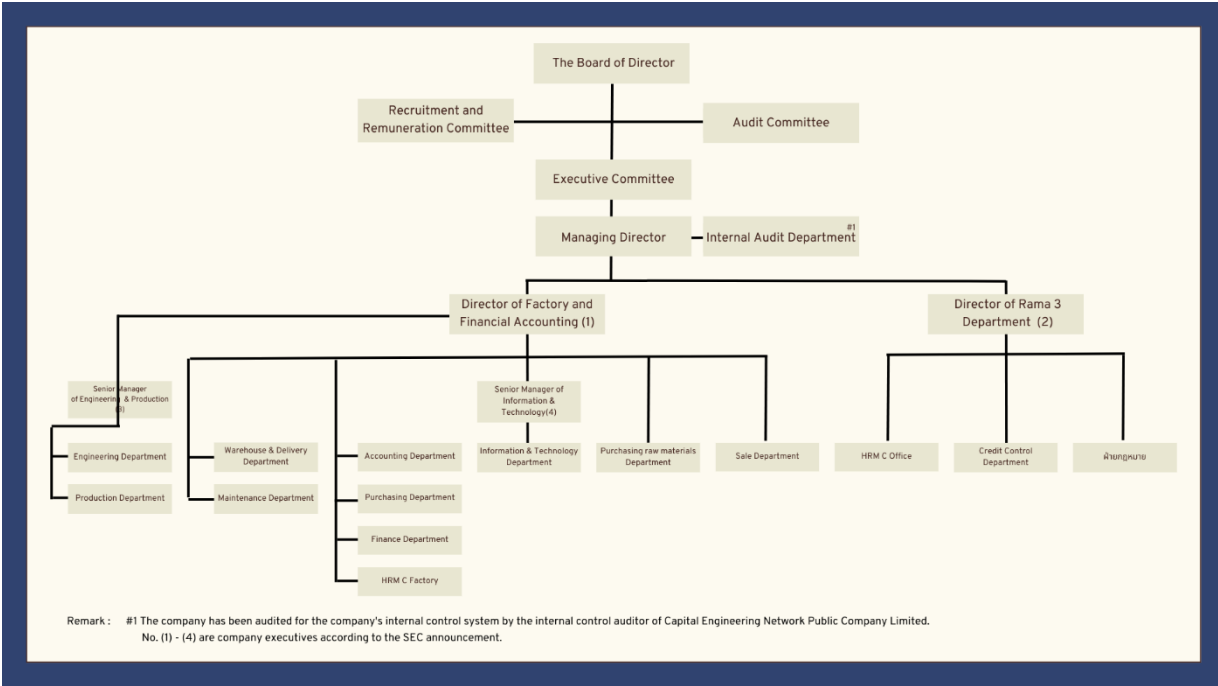 The Board of Director
Recruitment and
Remuneration Committee
Audit Committee
Executive Committee
Managing Director
#1
Internal Audit Department
Director of Factory and
Financial Accounting (1)
Director of Rama 3
Department (2)
Senior Manager
of Engineering & Production
(3)
Senior Manager of
Information &
Technology(4)
Engineering Department
Warehouse & Delivery
Department
Accounting Department
Information & Technology
Department
Purchasing raw materials
Department
Sale Department
HRM C Office
Credit Control
Department
ฝ่ายกฎหมาย
Production Department
Maintenance Department
Purchasing Department
Finance Department
HRM C Factory
Remark : #1 The company has been audited for the company's internal control system by the internal control auditor of Capital Engineering Network Public Company Limited.
No. (1) - (4) are company executives according to the SEC announcement.